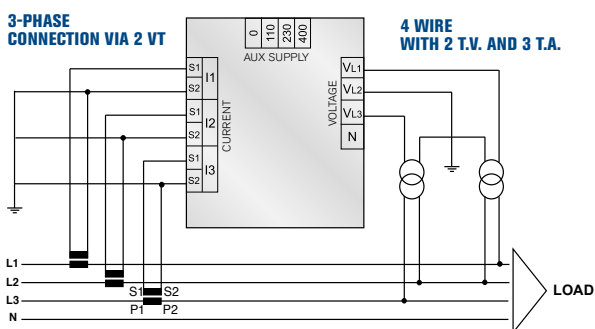 3-PHASE
CONNECTION VIA 2 VT
4 WIRE
WITH 2 T.V. AND 3 T.A.
0 110 230 400
AUX SUPPLY
S1
S2
I1
S1
S2
I2
S1
S2
I3
CURRENT
VOLTAGE
VL1
VL2
VL3
N
L1
L2
L3
N
S1 S2
P1 P2
LOAD